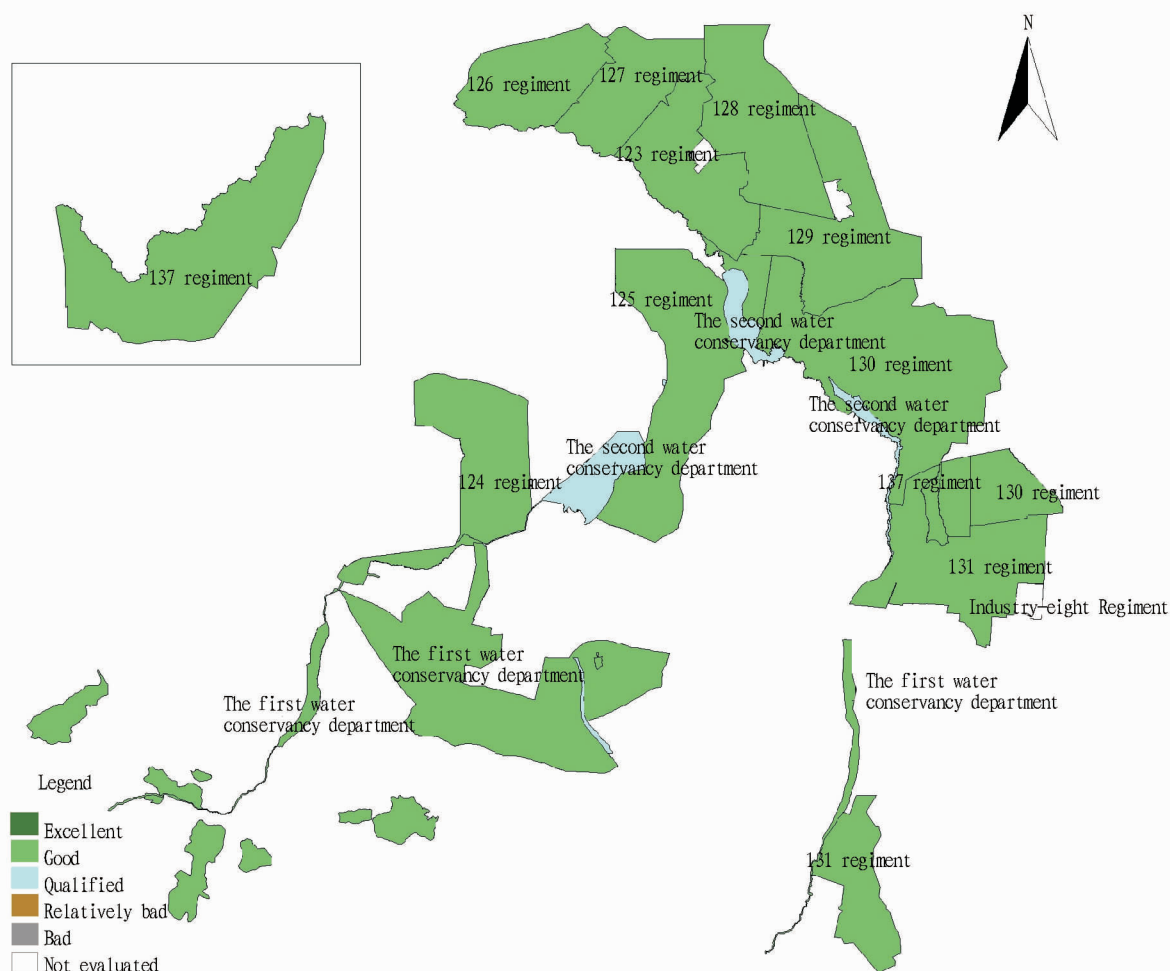 N
126 regiment
127 regiment
128 regiment
123 regiment
129 regiment
137 regiment
125 regiment
The second water
conservancy department
130 regiment
The second water
conservancy department
The second water
conservancy department
124 regiment
137 regiment
130 regiment
131 regiment
Industry-eight Regiment
The first water
conservancy department
The first water
conservancy department
The first water
conservancy department
131 regiment
Legend
Excellent
Good
Qualified
Relatively bad
Bad
Not evaluated